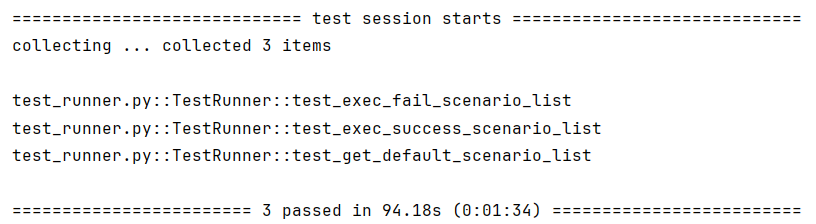 ============================= test session starts =============================
collecting ... collected 3 items
test_runner.py::TestRunner::test_exec_fail_scenario_list
test_runner.py::TestRunner::test_exec_success_scenario_list
test_runner.py::TestRunner::test_get_default_scenario_list
======================== 3 passed in 94.18s (0:01:34) =========================